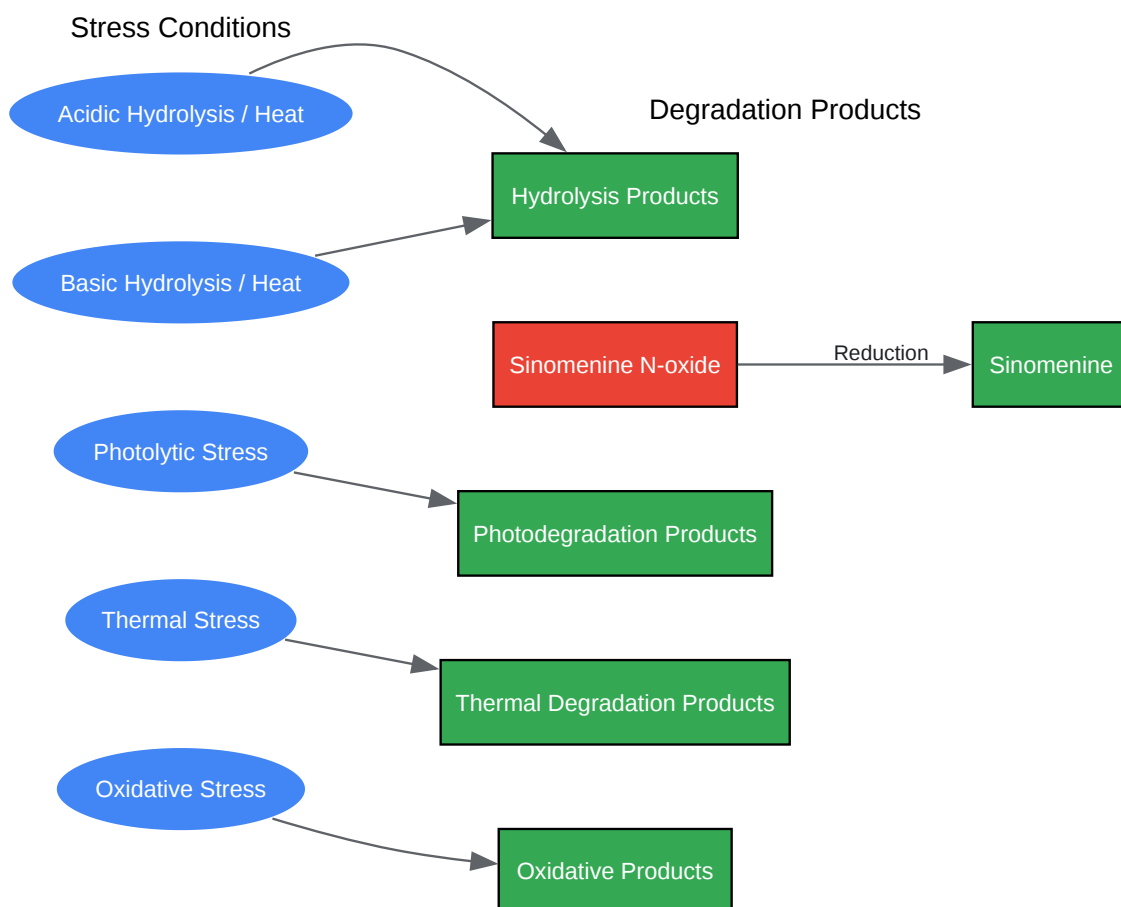 Stress Conditions
Acidic Hydrolysis / Heat
Degradation Products
Hydrolysis Products
Basic Hydrolysis / Heat
Sinomenine N-oxide
Reduction
Sinomenine
Photolytic Stress
Photodegradation Products
Thermal Stress
Thermal Degradation Products
Oxidative Stress
Oxidative Products